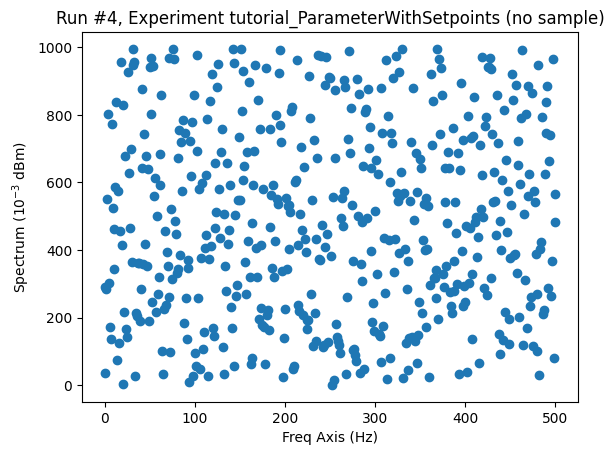 Run #4, Experiment tutorial_ParameterWithSetpoints (no sample)
1000
800
600
400
200
0
Spectrum (10⁻³ dBm)
0 100 200 300 400 500
Freq Axis (Hz)